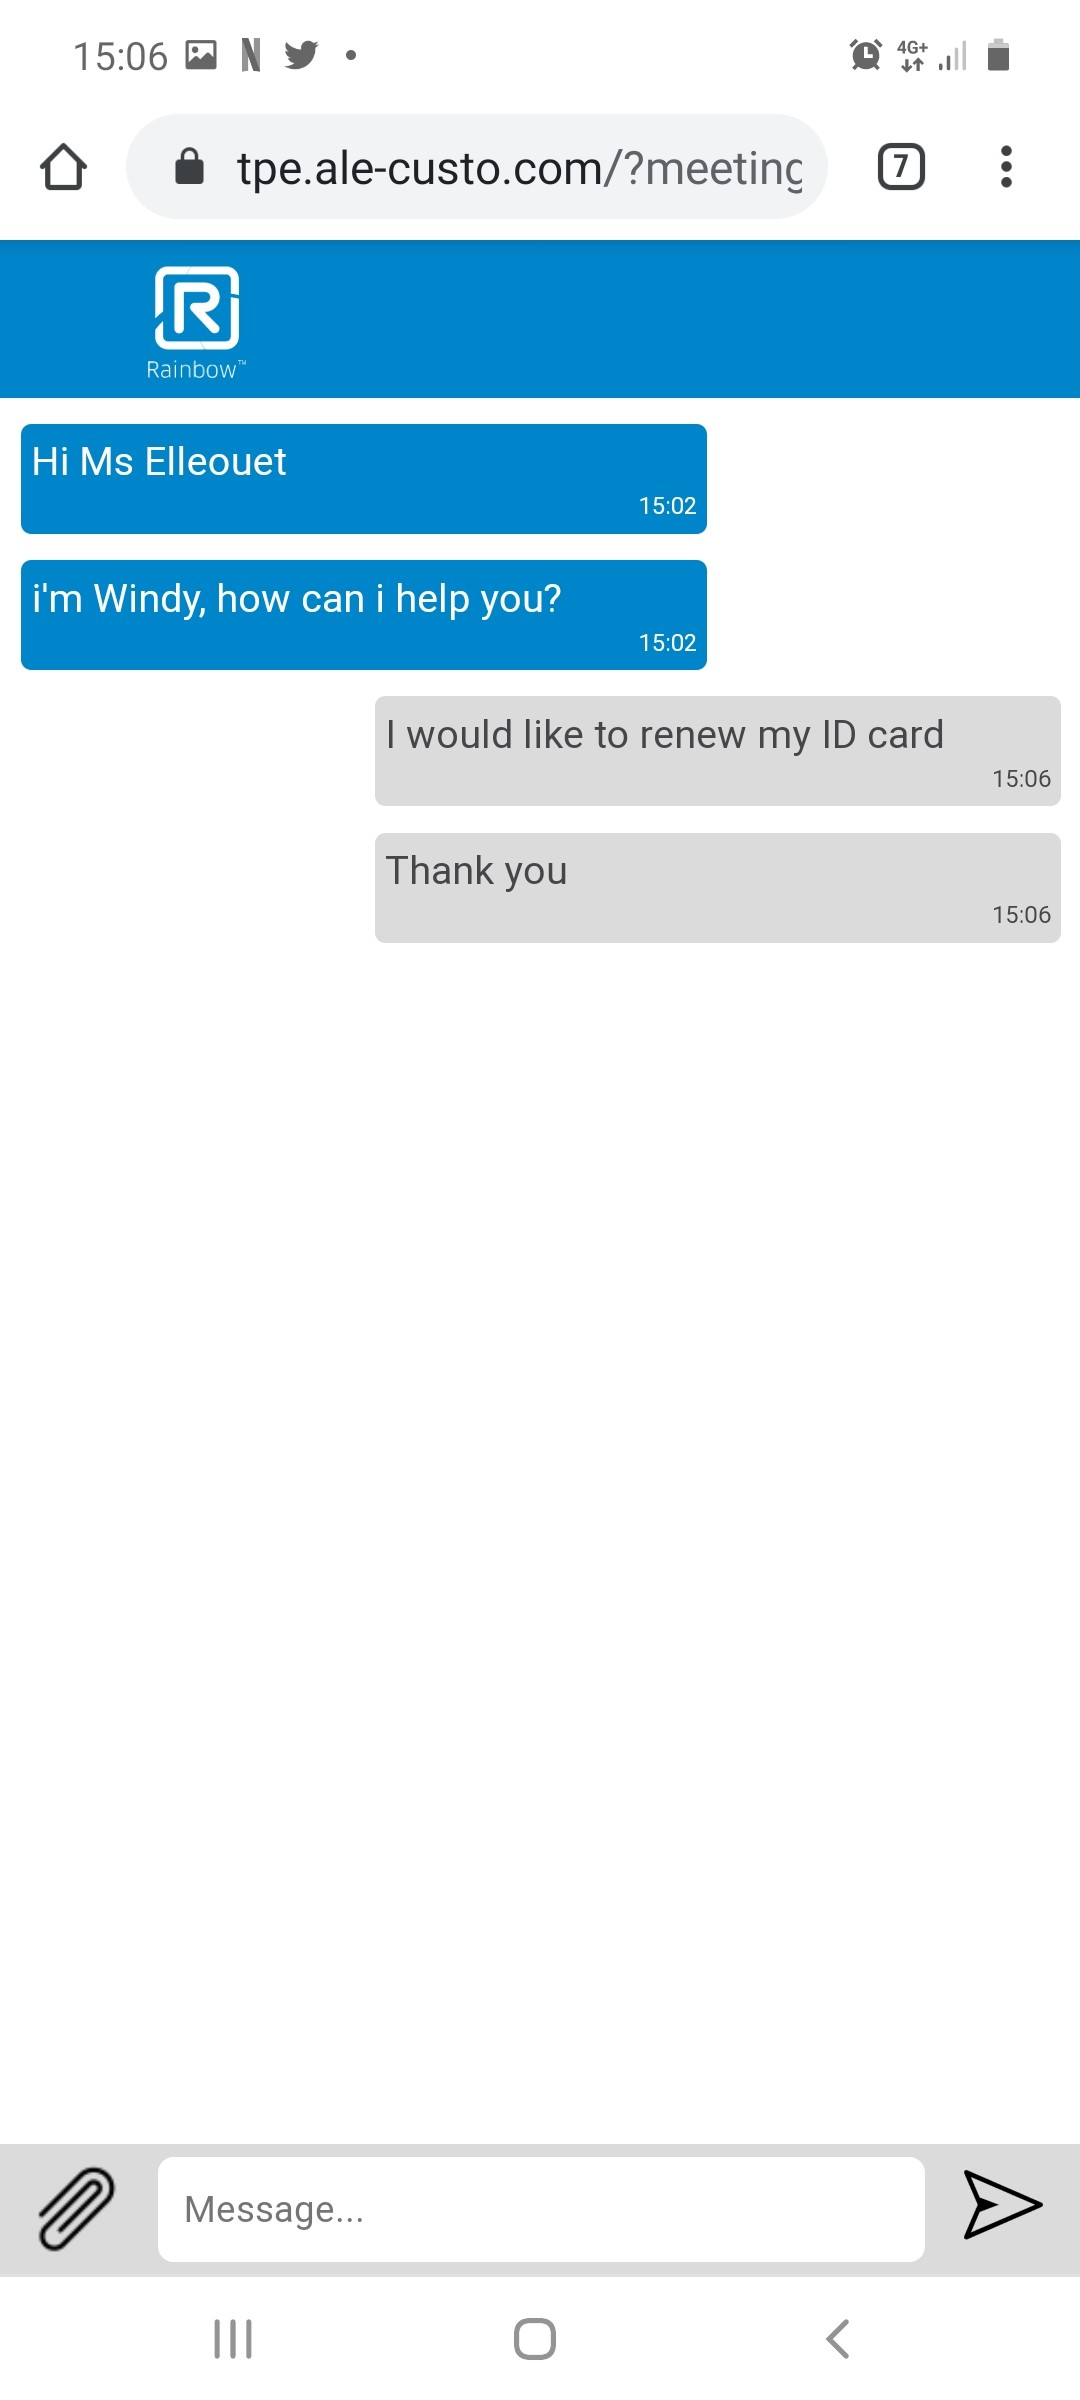 15:06
4G+
tpe.ale-custo.com/?meeting
7
R
Rainbow™
Hi Ms Elleouet
15:02
i'm Windy, how can i help you?
15:02
I would like to renew my ID card
15:06
Thank you
15:06
Message...